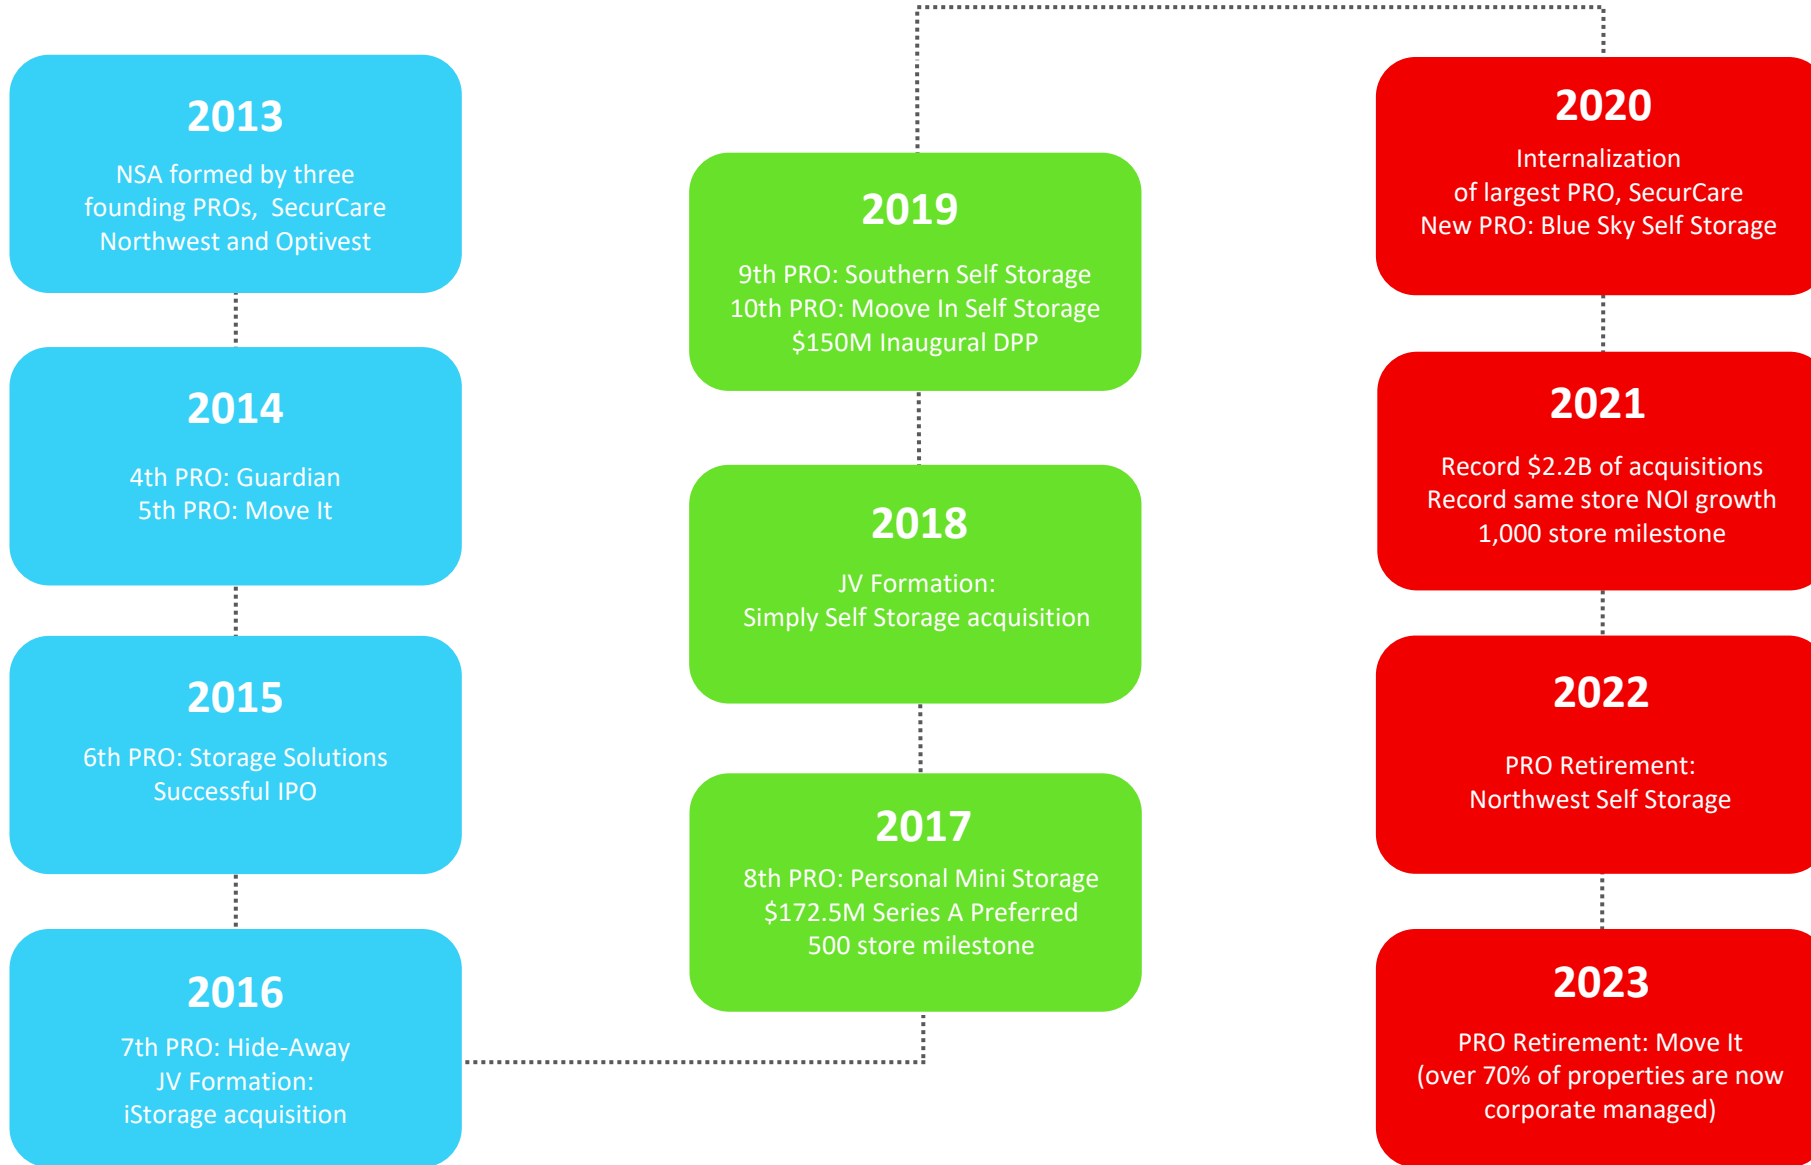 2013
NSA formed by three
founding PROs, SecurCare
Northwest and Optivest
2014
4th PRO: Guardian
5th PRO: Move It
2015
6th PRO: Storage Solutions
Successful IPO
2016
7th PRO: Hide-Away
JV Formation:
iStorage acquisition
2017
8th PRO: Personal Mini Storage
$172.5M Series A Preferred
500 store milestone
2018
JV Formation:
Simply Self Storage acquisition
2019
9th PRO: Southern Self Storage
10th PRO: Moove In Self Storage
$150M Inaugural DPP
2020
Internalization
of largest PRO, SecurCare
New PRO: Blue Sky Self Storage
2021
Record $2.2B of acquisitions
Record same store NOI growth
1,000 store milestone
2022
PRO Retirement:
Northwest Self Storage
2023
PRO Retirement: Move It
(over 70% of properties are now
corporate managed)